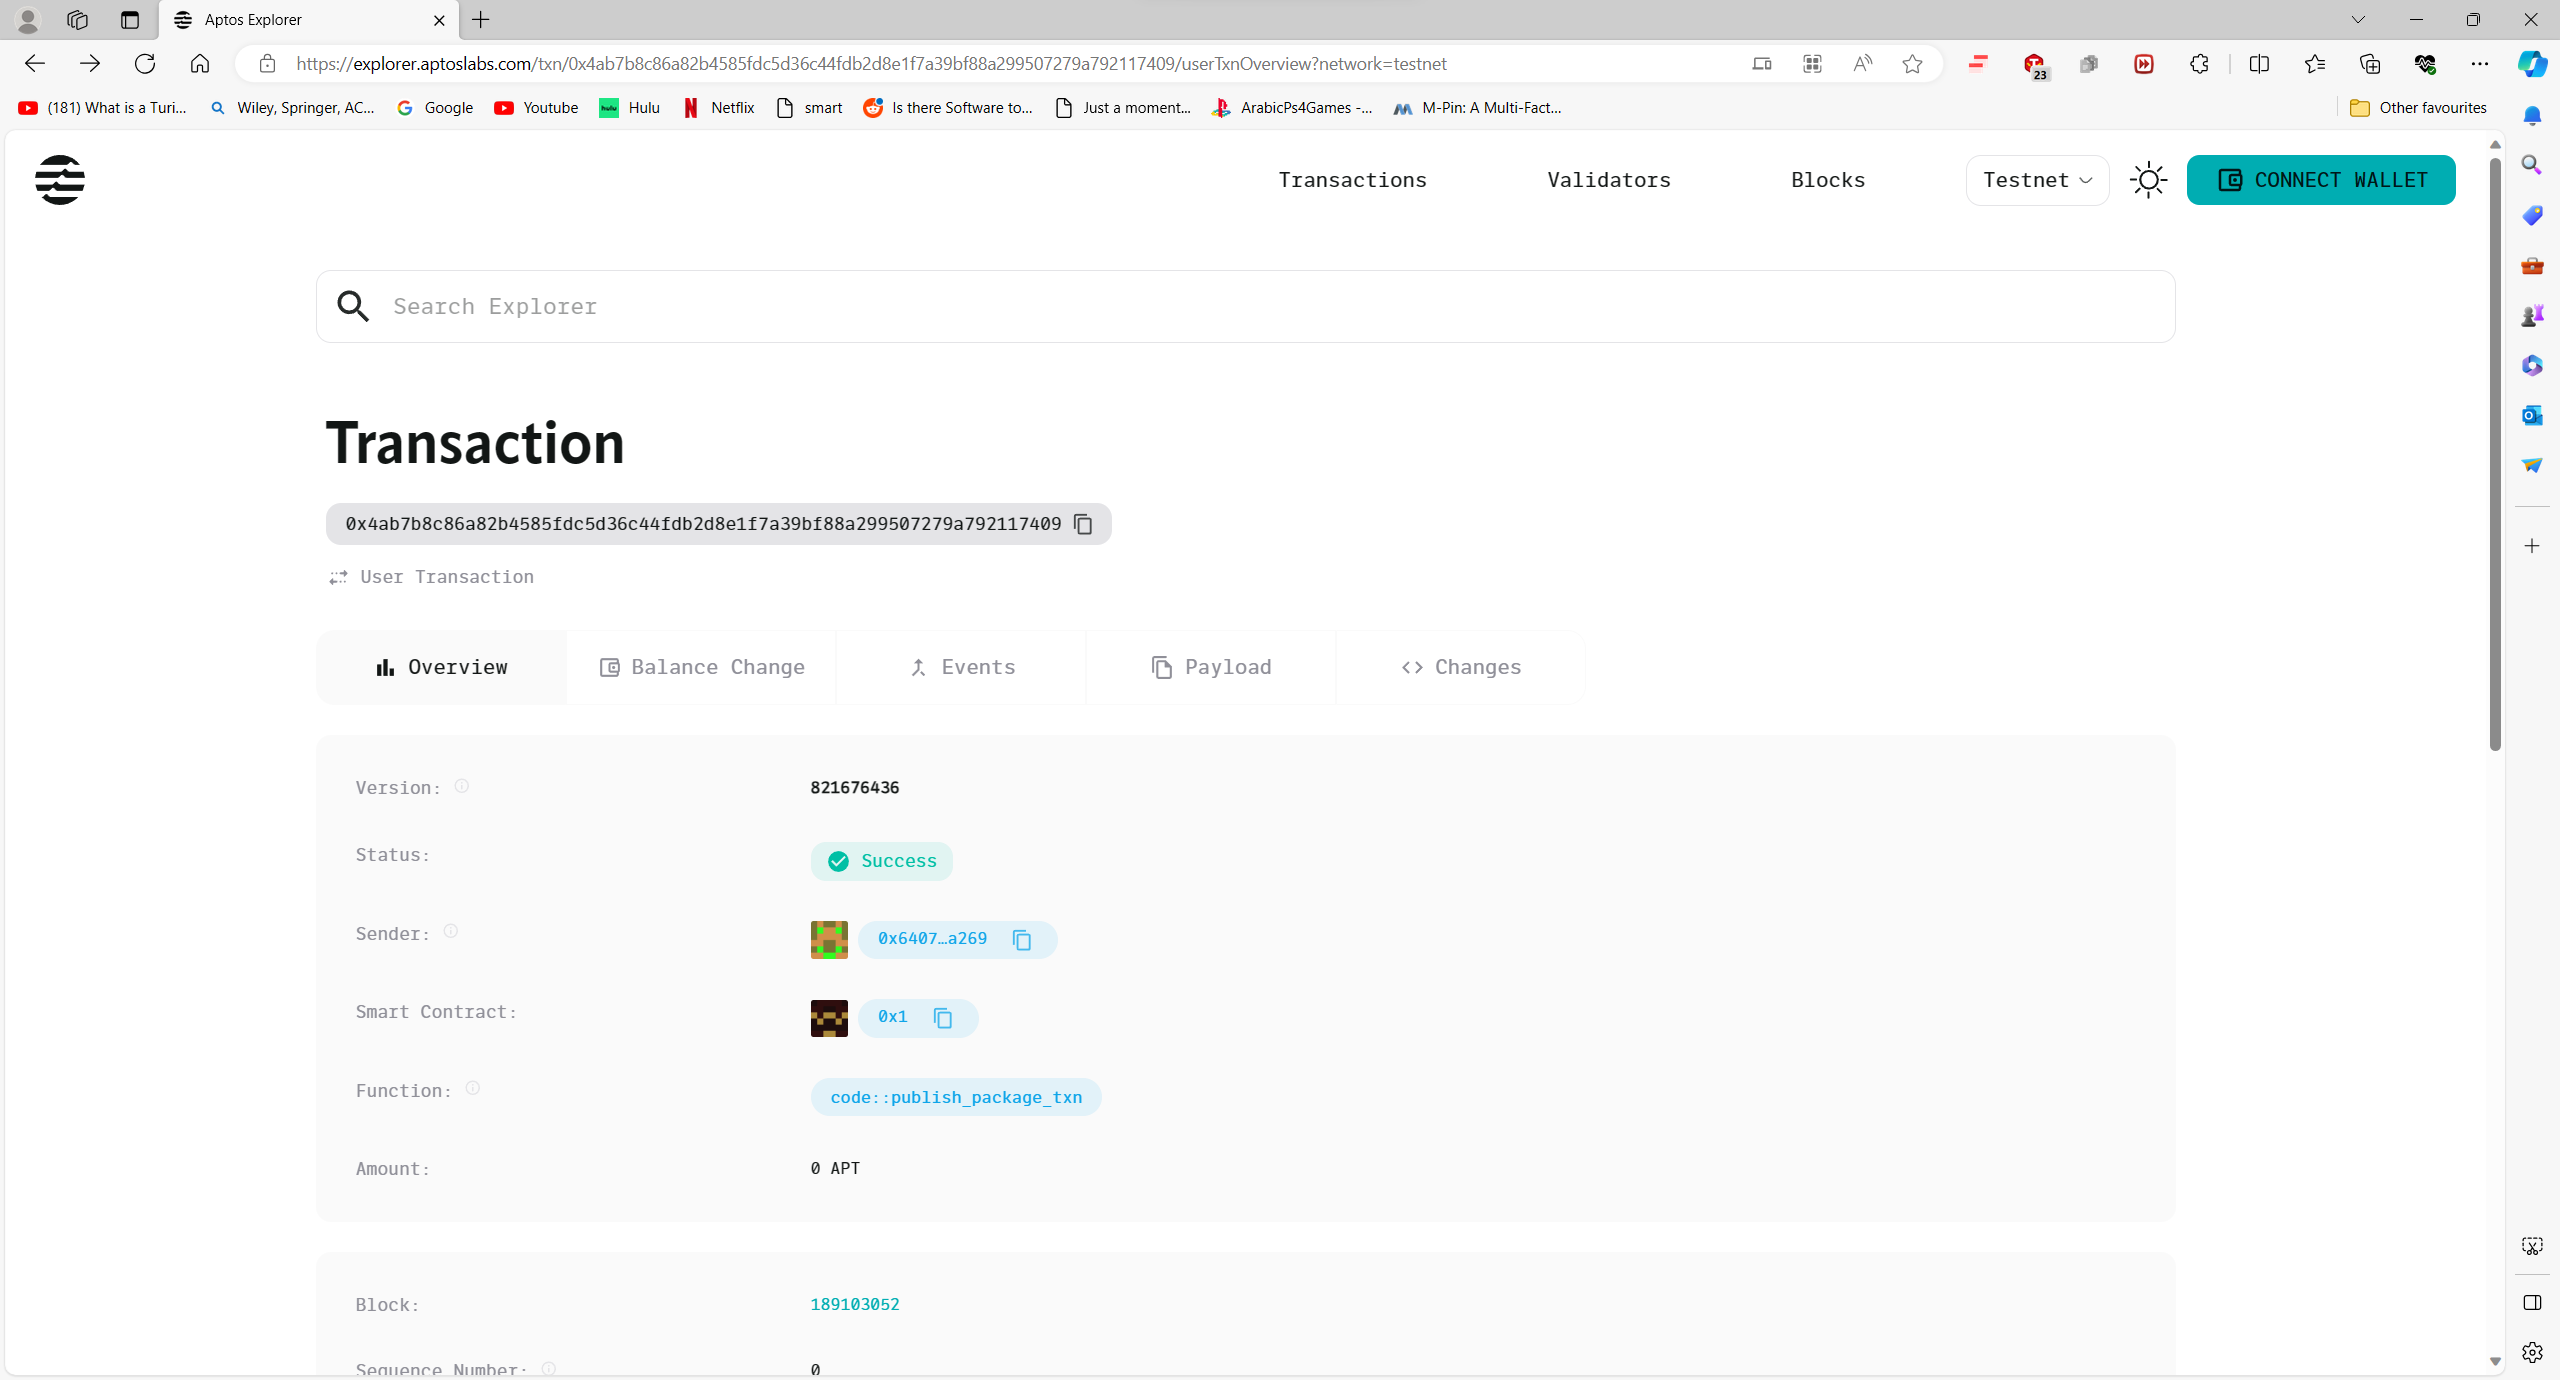 Aptos Explorer
https://explorer.aptoslabs.com/txn/0x4ab7b8c86a82b4585fdc5d36c44fdb2d8e1f7a39bf88a299507279a792117409/userTxnOverview?network=testnet
23
(181) What is a Turi... Wiley, Springer, AC... Google Youtube hulu Hulu Netflix smart Is there Software to... Just a moment... ArabicPs4Games -... M-Pin: A Multi-Fact... Other favourites
Transactions Validators Blocks Testnet CONNECT WALLET
Search Explorer
Transaction
0x4ab7b8c86a82b4585fdc5d36c44fdb2d8e1f7a39bf88a299507279a792117409
User Transaction
Overview Balance Change Events Payload Changes
Version: 821676436
Status: Success
Sender: 0x6407…a269
Smart Contract: 0x1
Function: code::publish_package_txn
Amount: 0 APT
Block: 189103052
Sequence Number: 0